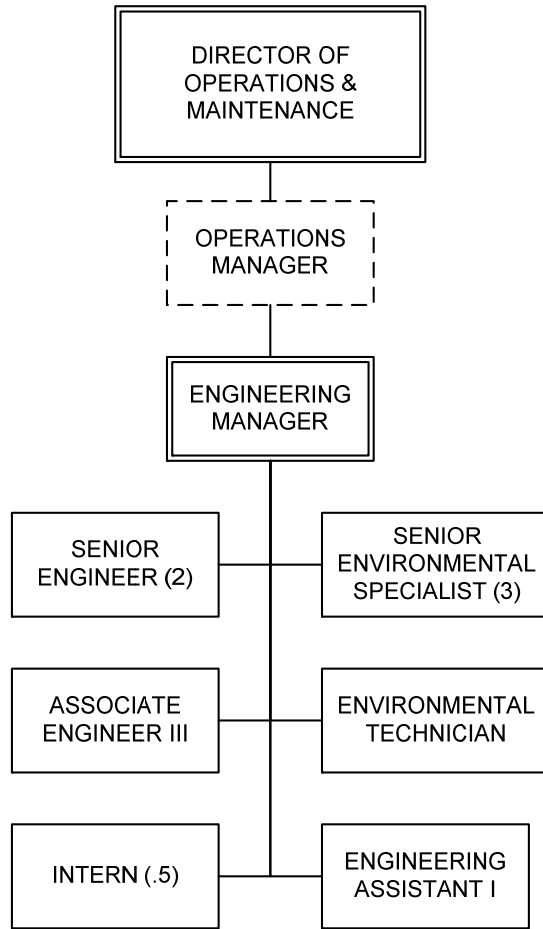 DIRECTOR OF
OPERATIONS &
MAINTENANCE
OPERATIONS
MANAGER
ENGINEERING
MANAGER
SENIOR
ENGINEER (2)
SENIOR
ENVIRONMENTAL
SPECIALIST (3)
ASSOCIATE
ENGINEER III
ENVIRONMENTAL
TECHNICIAN
INTERN (.5)
ENGINEERING
ASSISTANT I